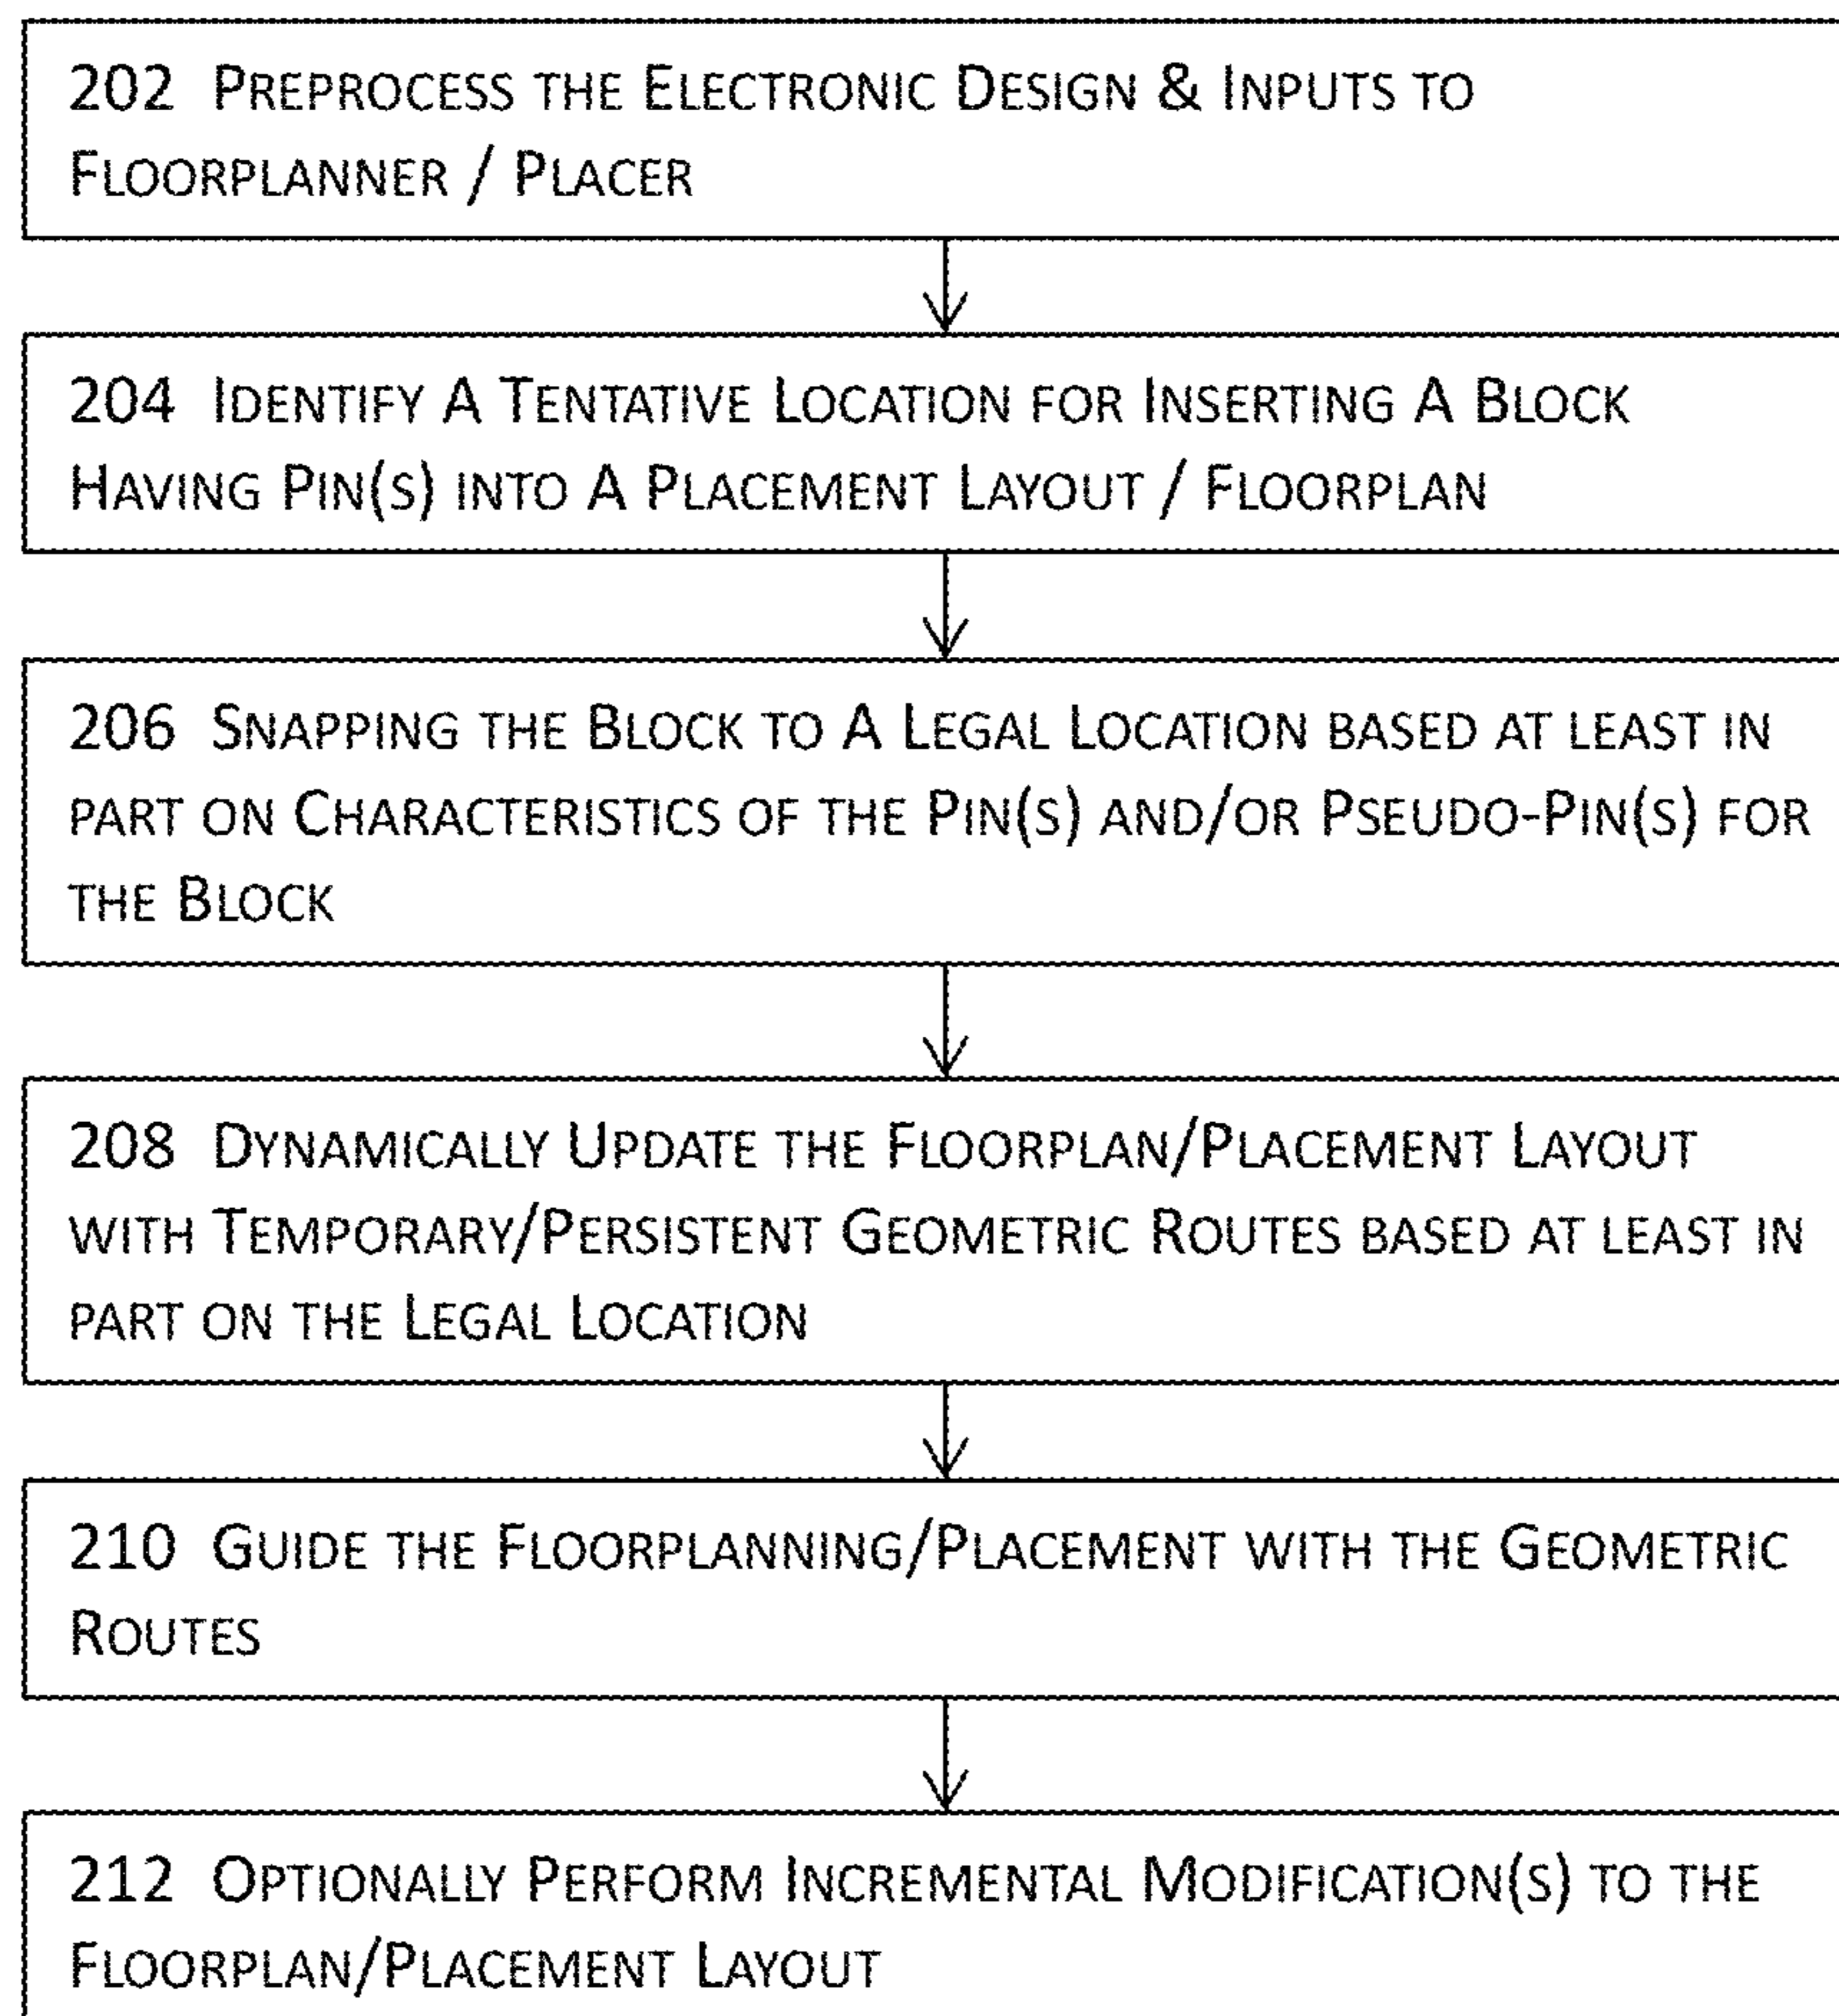 202 Preprocess the Electronic Design & Inputs to
Floorplanner / Placer
204 Identify A Tentative Location for Inserting A Block
Having Pin(s) into A Placement Layout / Floorplan
206 Snapping the Block to A Legal Location based at least in
part on Characteristics of the Pin(s) and/or Pseudo-Pin(s) for
the Block
208 Dynamically Update the Floorplan/Placement Layout
with Temporary/Persistent Geometric Routes based at least in
part on the Legal Location
210 Guide the Floorplanning/Placement with the Geometric
Routes
212 Optionally Perform Incremental Modification(s) to the
Floorplan/Placement Layout